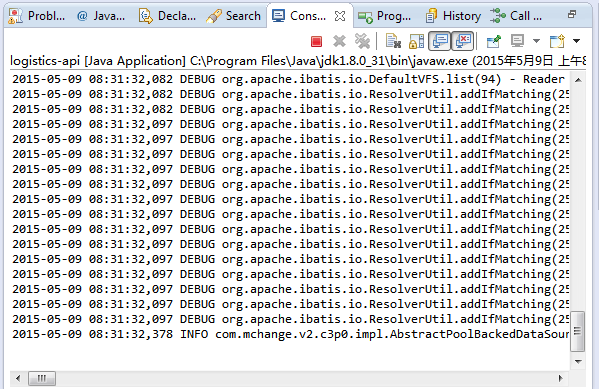 Probl... @ Java... Decla... Search Cons... Prog... History Call ...
logistics-api [Java Application] C:\Program Files\Java\jdk1.8.0_31\bin\javaw.exe (2015年5月9日 上午8
2015-05-09 08:31:32,082 DEBUG org.apache.ibatis.io.DefaultVFS.list(94) - Reader
2015-05-09 08:31:32,082 DEBUG org.apache.ibatis.io.ResolverUtil.addIfMatching(25
2015-05-09 08:31:32,082 DEBUG org.apache.ibatis.io.ResolverUtil.addIfMatching(25
2015-05-09 08:31:32,097 DEBUG org.apache.ibatis.io.ResolverUtil.addIfMatching(25
2015-05-09 08:31:32,097 DEBUG org.apache.ibatis.io.ResolverUtil.addIfMatching(25
2015-05-09 08:31:32,097 DEBUG org.apache.ibatis.io.ResolverUtil.addIfMatching(25
2015-05-09 08:31:32,097 DEBUG org.apache.ibatis.io.ResolverUtil.addIfMatching(25
2015-05-09 08:31:32,097 DEBUG org.apache.ibatis.io.ResolverUtil.addIfMatching(25
2015-05-09 08:31:32,097 DEBUG org.apache.ibatis.io.ResolverUtil.addIfMatching(25
2015-05-09 08:31:32,097 DEBUG org.apache.ibatis.io.ResolverUtil.addIfMatching(25
2015-05-09 08:31:32,097 DEBUG org.apache.ibatis.io.ResolverUtil.addIfMatching(25
2015-05-09 08:31:32,097 DEBUG org.apache.ibatis.io.ResolverUtil.addIfMatching(25
2015-05-09 08:31:32,097 DEBUG org.apache.ibatis.io.ResolverUtil.addIfMatching(25
2015-05-09 08:31:32,097 DEBUG org.apache.ibatis.io.ResolverUtil.addIfMatching(25
2015-05-09 08:31:32,097 DEBUG org.apache.ibatis.io.ResolverUtil.addIfMatching(25
2015-05-09 08:31:32,097 DEBUG org.apache.ibatis.io.ResolverUtil.addIfMatching(25
2015-05-09 08:31:32,097 DEBUG org.apache.ibatis.io.ResolverUtil.addIfMatching(25
2015-05-09 08:31:32,378 INFO com.mchange.v2.c3p0.impl.AbstractPoolBackedDataSour